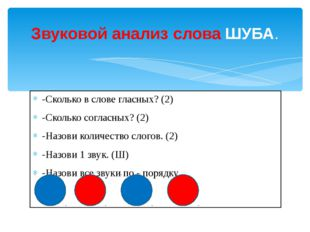 Звуковой анализ слова ШУБА.
-Сколько в слове гласных? (2)
-Сколько согласных? (2)
-Назови количество слогов. (2)
-Назови 1 звук. (Ш)
-Назови все звуки по - порядку